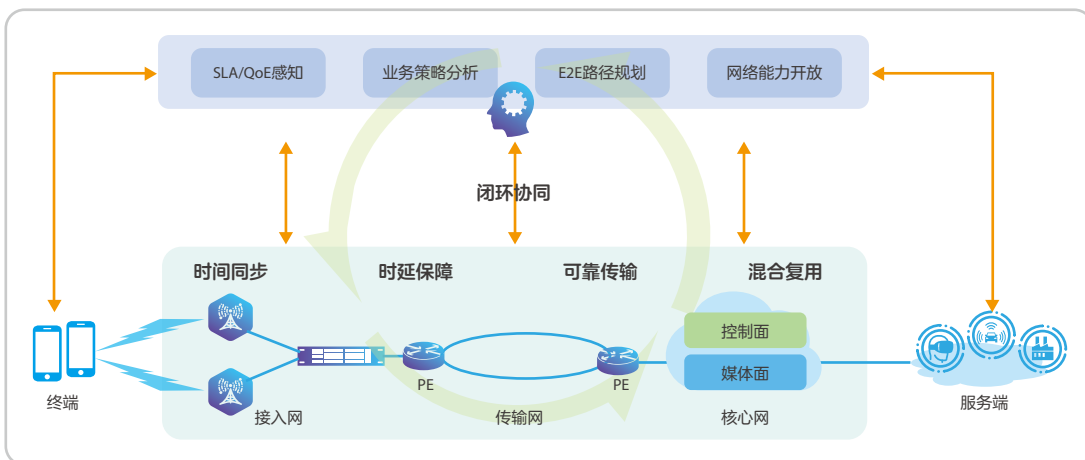 SLA/QoE感知
业务策略分析
E2E路径规划
网络能力开放
闭环协同
时间同步
时延保障
可靠传输
混合复用
控制面
媒体面
PE
PE
终端
接入网
传输网
核心网
服务端